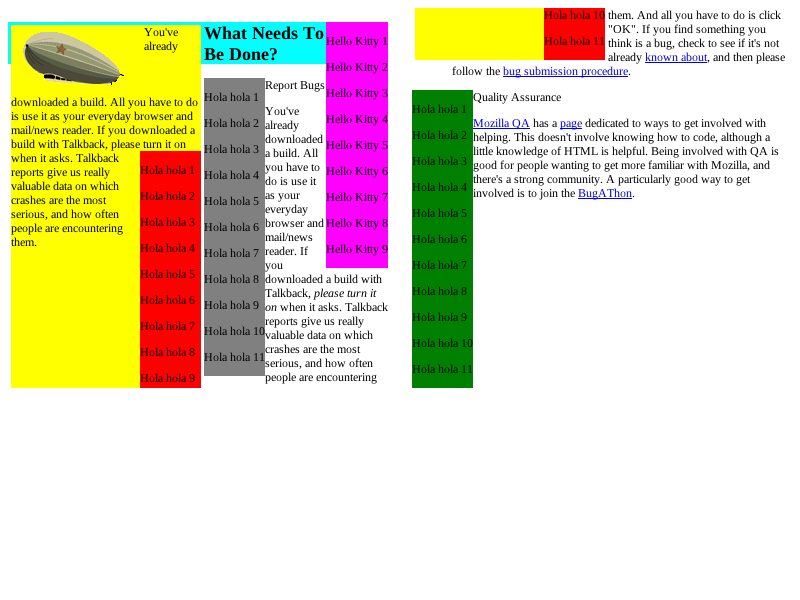 You've
already
downloaded a build. All you have to do
is use it as your everyday browser and
mail/news reader. If you downloaded a
build with Talkback, please turn it on
when it asks. Talkback
reports give us really
valuable data on which
crashes are the most
serious, and how often
people are encountering
them.
Hola hola 1
Hola hola 2
Hola hola 3
Hola hola 4
Hola hola 5
Hola hola 6
Hola hola 7
Hola hola 8
Hola hola 9
What Needs To
Be Done?
Hello Kitty 1
Hello Kitty 2
Hello Kitty 3
Hello Kitty 4
Hello Kitty 5
Hello Kitty 6
Hello Kitty 7
Hello Kitty 8
Hello Kitty 9
Hola hola 1
Hola hola 2
Hola hola 3
Hola hola 4
Hola hola 5
Hola hola 6
Hola hola 7
Hola hola 8
Hola hola 9
Hola hola 10
Hola hola 11
Report Bugs
You've
already
downloaded
a build. All
you have to
do is use it
as your
everyday
browser and
mail/news
reader. If
you
downloaded a build with
Talkback, please turn it
on when it asks. Talkback
reports give us really
valuable data on which
crashes are the most
serious, and how often
people are encountering
Hola hola 10
Hola hola 11
them. And all you have to do is click
"OK". If you find something you
think is a bug, check to see if it's not
already known about, and then please
follow the bug submission procedure.
Hola hola 1
Hola hola 2
Hola hola 3
Hola hola 4
Hola hola 5
Hola hola 6
Hola hola 7
Hola hola 8
Hola hola 9
Hola hola 10
Hola hola 11
Quality Assurance
Mozilla QA has a page dedicated to ways to get involved with
helping. This doesn't involve knowing how to code, although a
little knowledge of HTML is helpful. Being involved with QA is
good for people wanting to get more familiar with Mozilla, and
there's a strong community. A particularly good way to get
involved is to join the BugAThon.